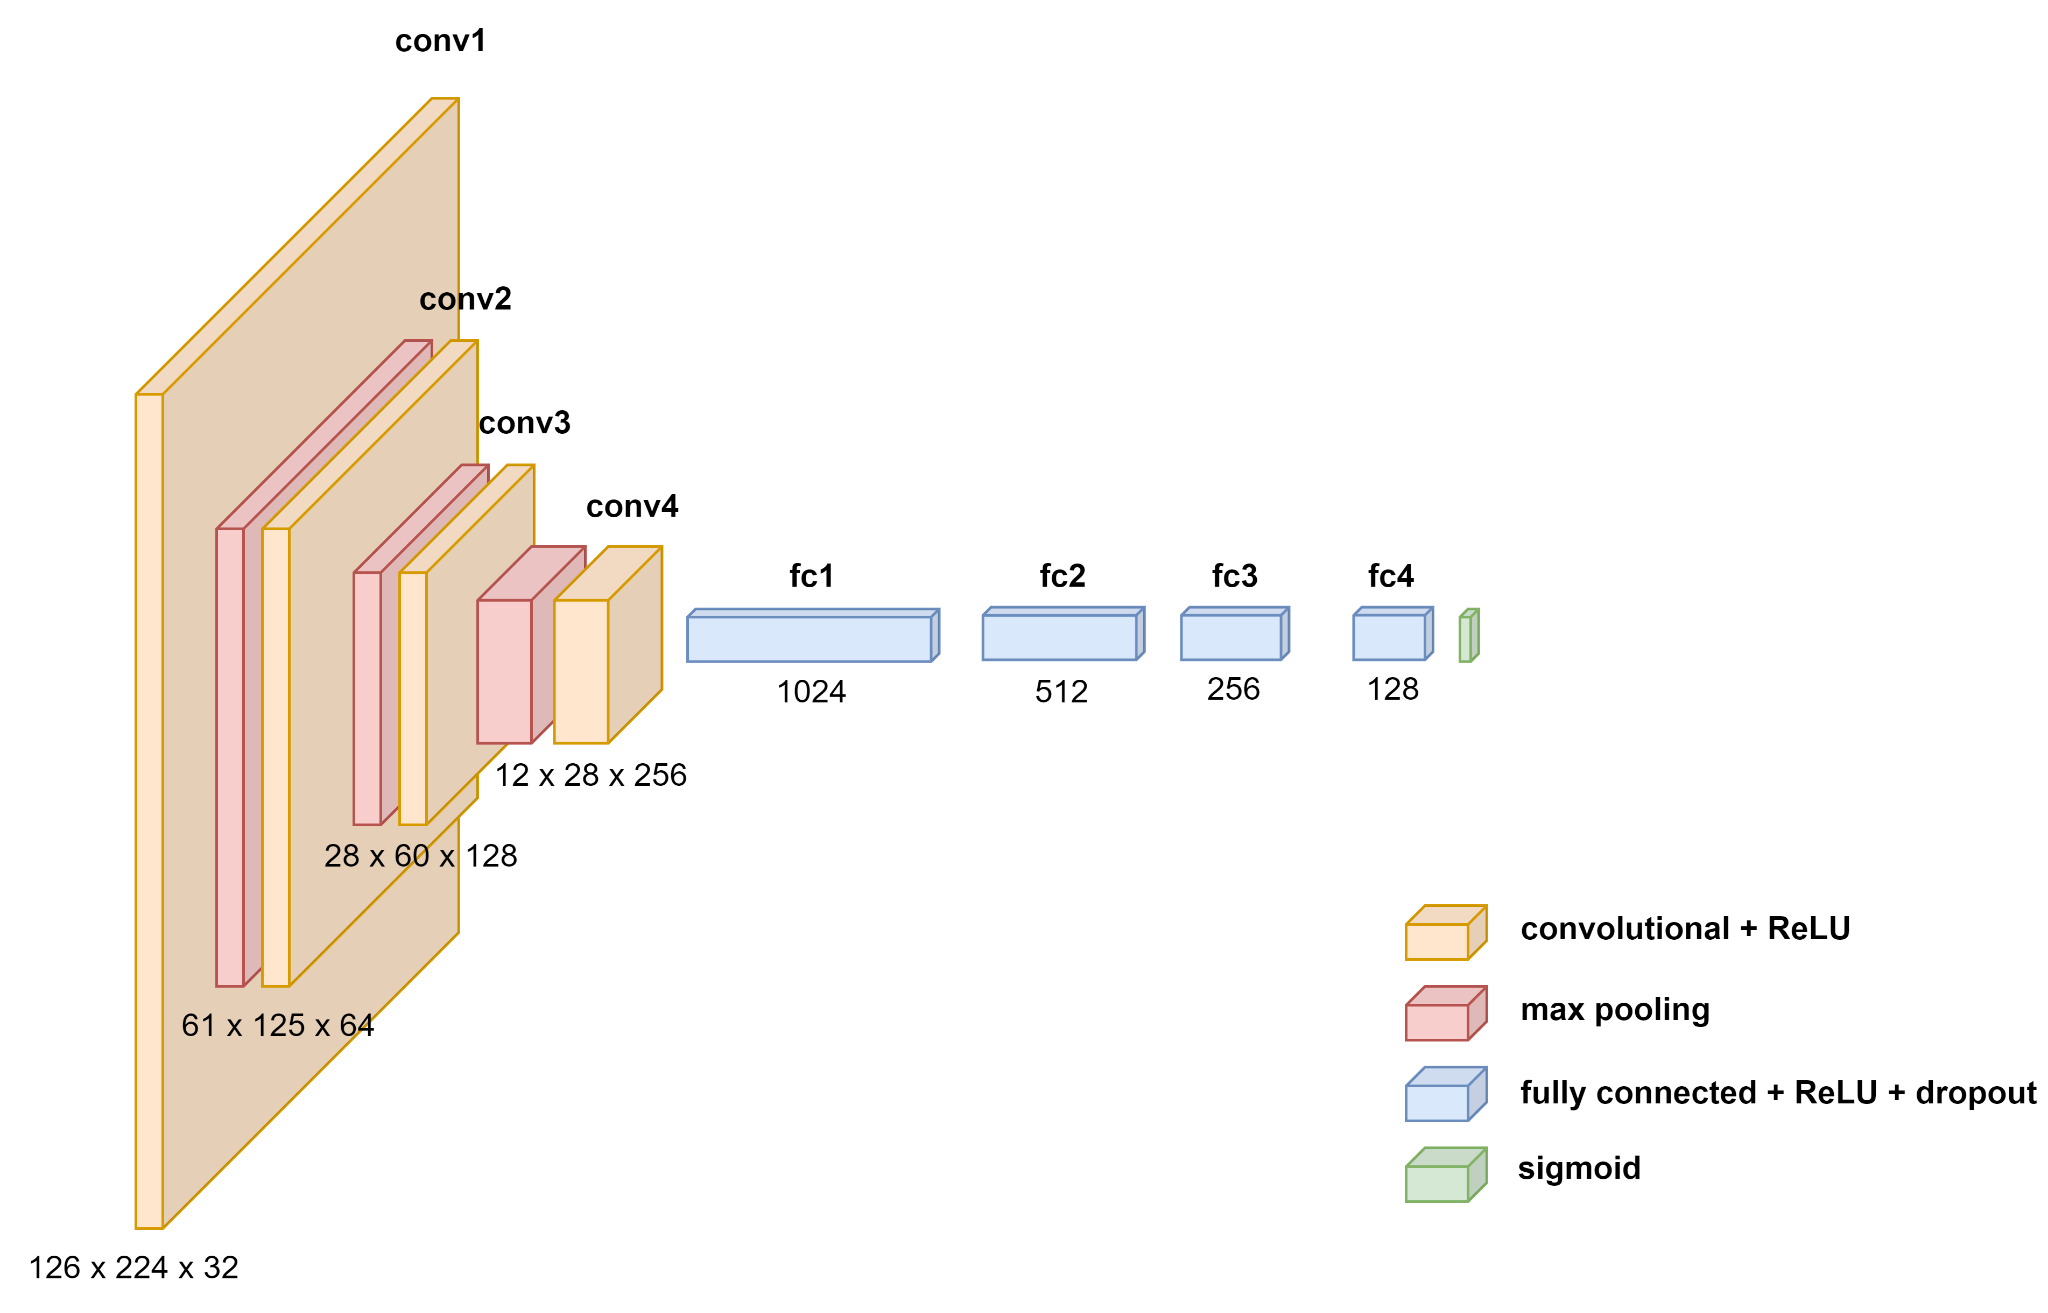 conv1
conv2
conv3
conv4
fc1
fc2
fc3
fc4
1024
512
256
128
12 x 28 x 256
28 x 60 x 128
61 x 125 x 64
126 x 224 x 32
convolutional + ReLU
max pooling
fully connected + ReLU + dropout
sigmoid